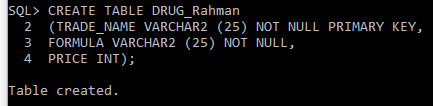 SQL> CREATE TABLE DRUG_Rahman
  2  (TRADE_NAME VARCHAR2 (25) NOT NULL PRIMARY KEY,
  3  FORMULA VARCHAR2 (25) NOT NULL,
  4  PRICE INT);
Table created.